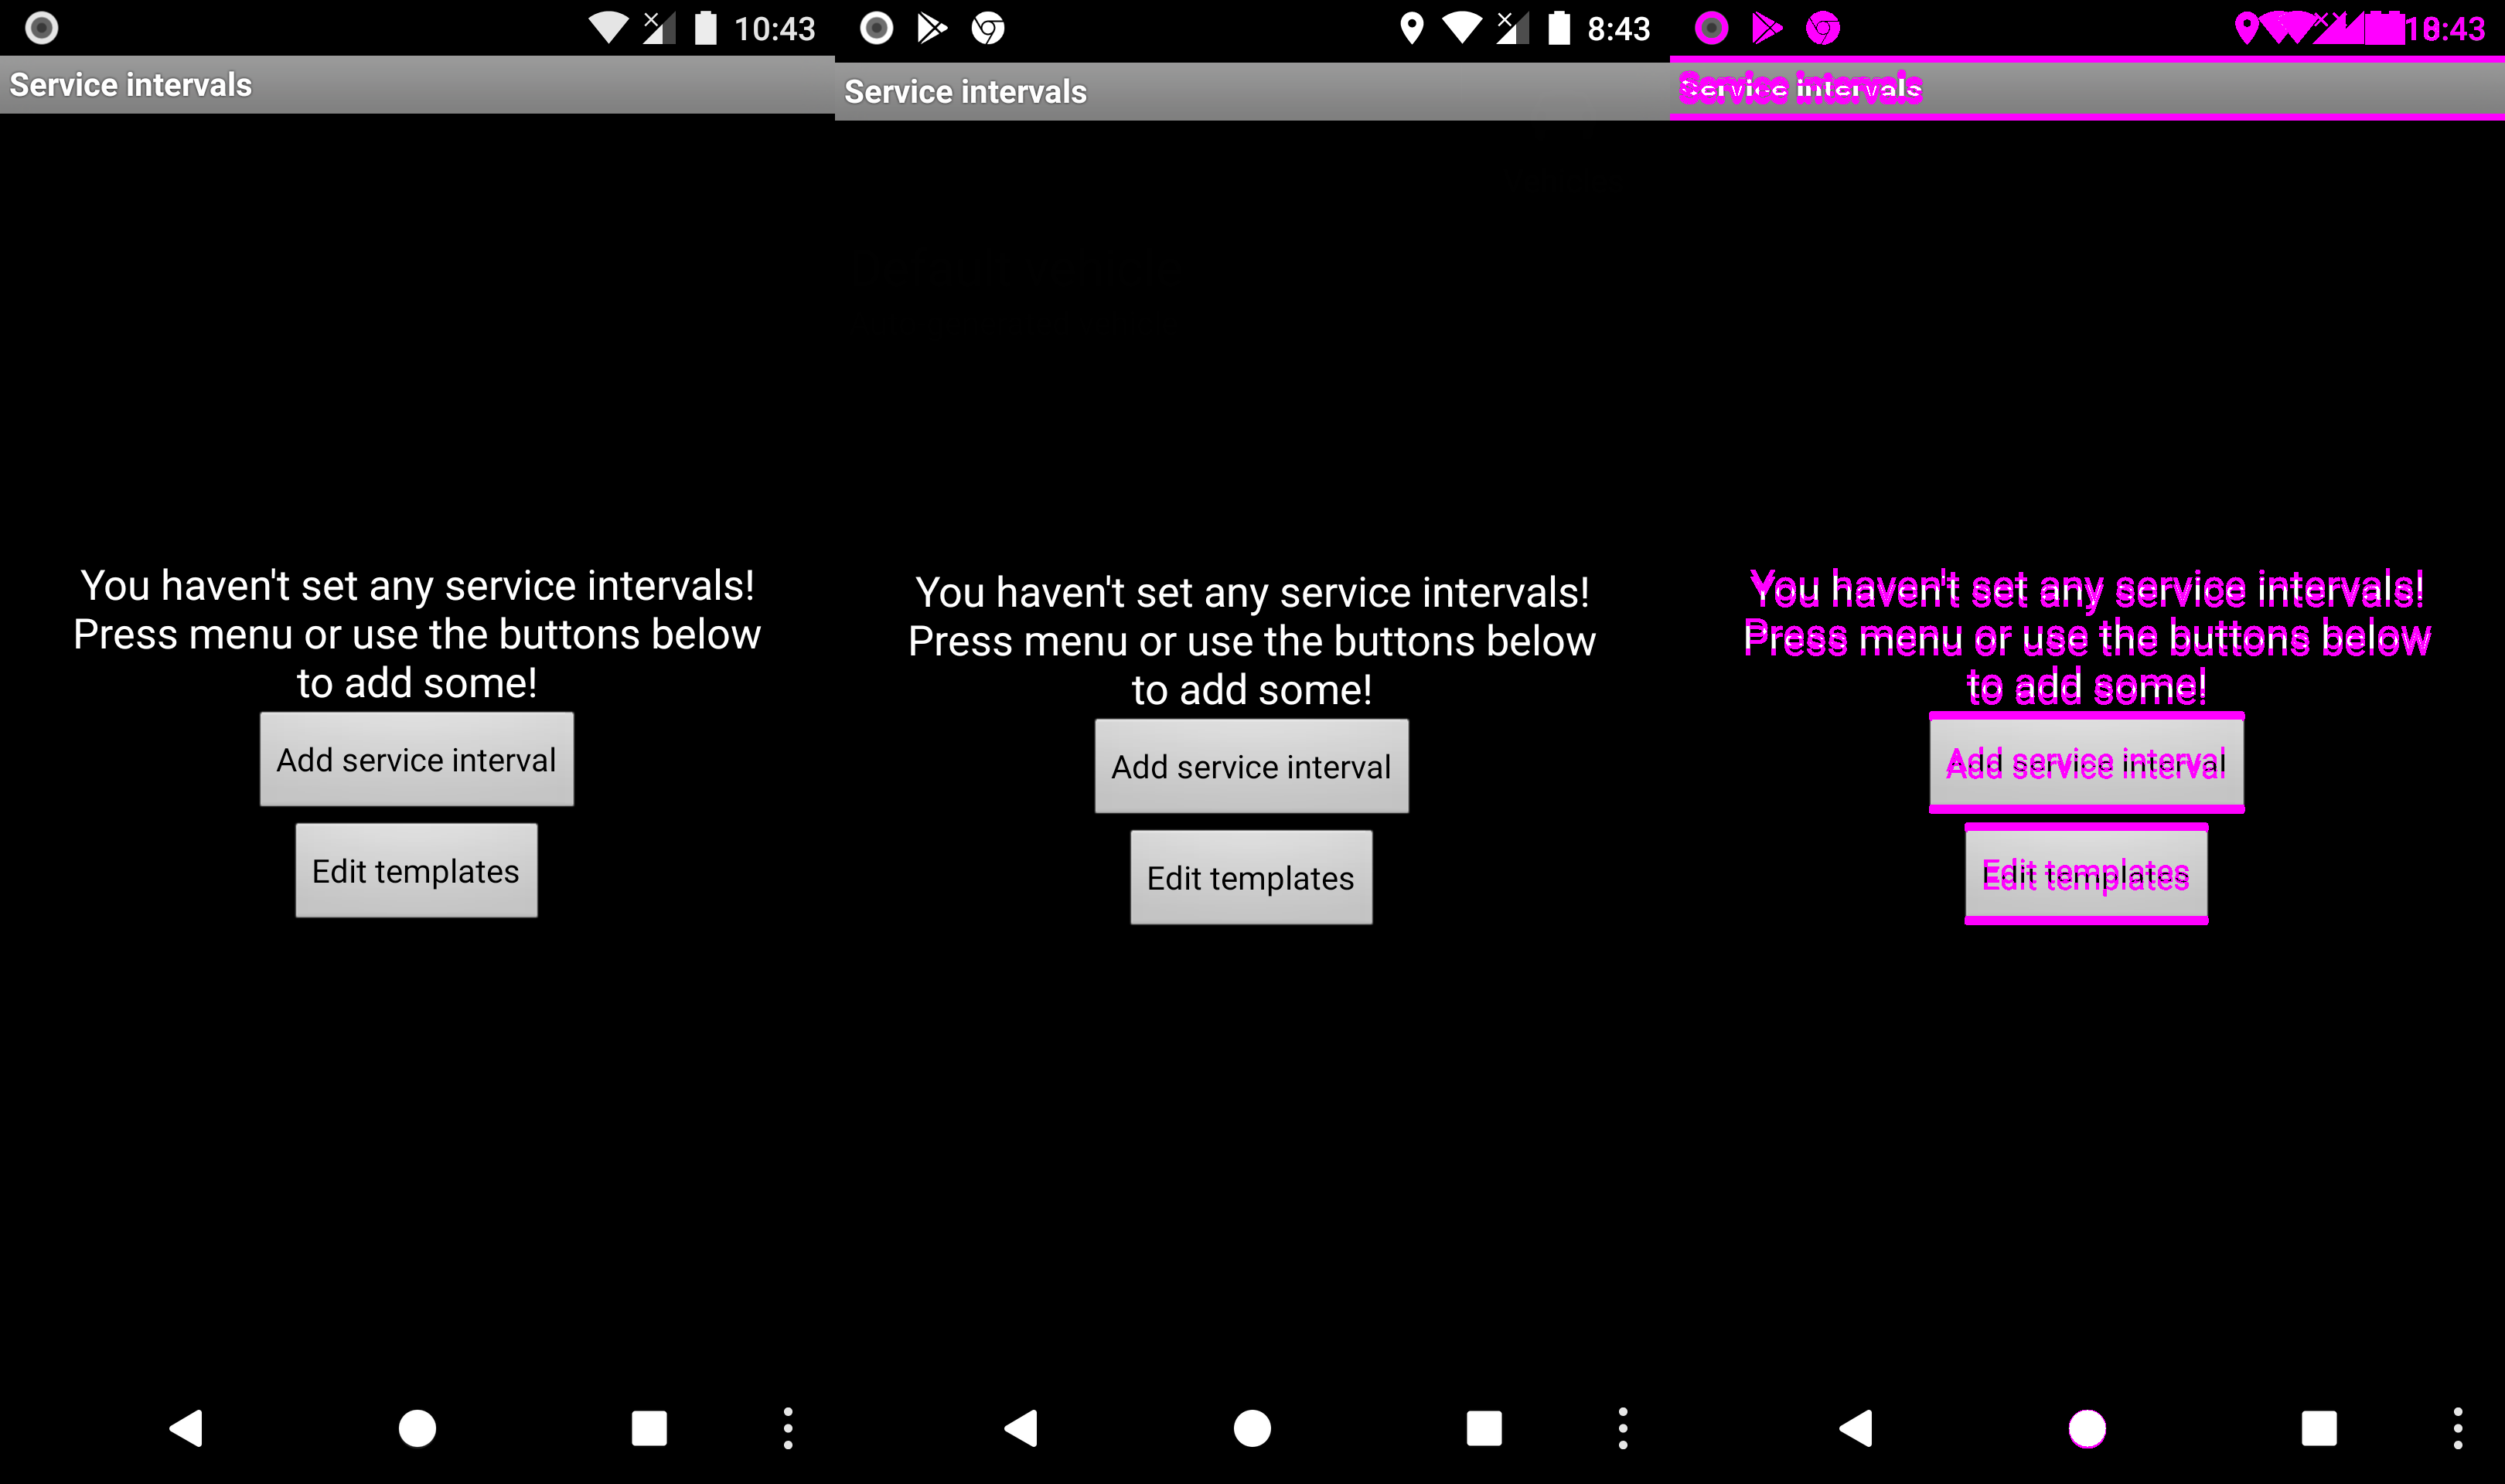 10:43
Service intervals
You haven't set any service intervals!
Press menu or use the buttons below
to add some!
Add service interval
Edit templates
8:43
Service intervals
You haven't set any service intervals!
Press menu or use the buttons below
to add some!
Add service interval
Edit templates
:43
Service intervals
You haven't set any service intervals!
Press menu or use the buttons below
to add some!
Add service interval
Edit templates